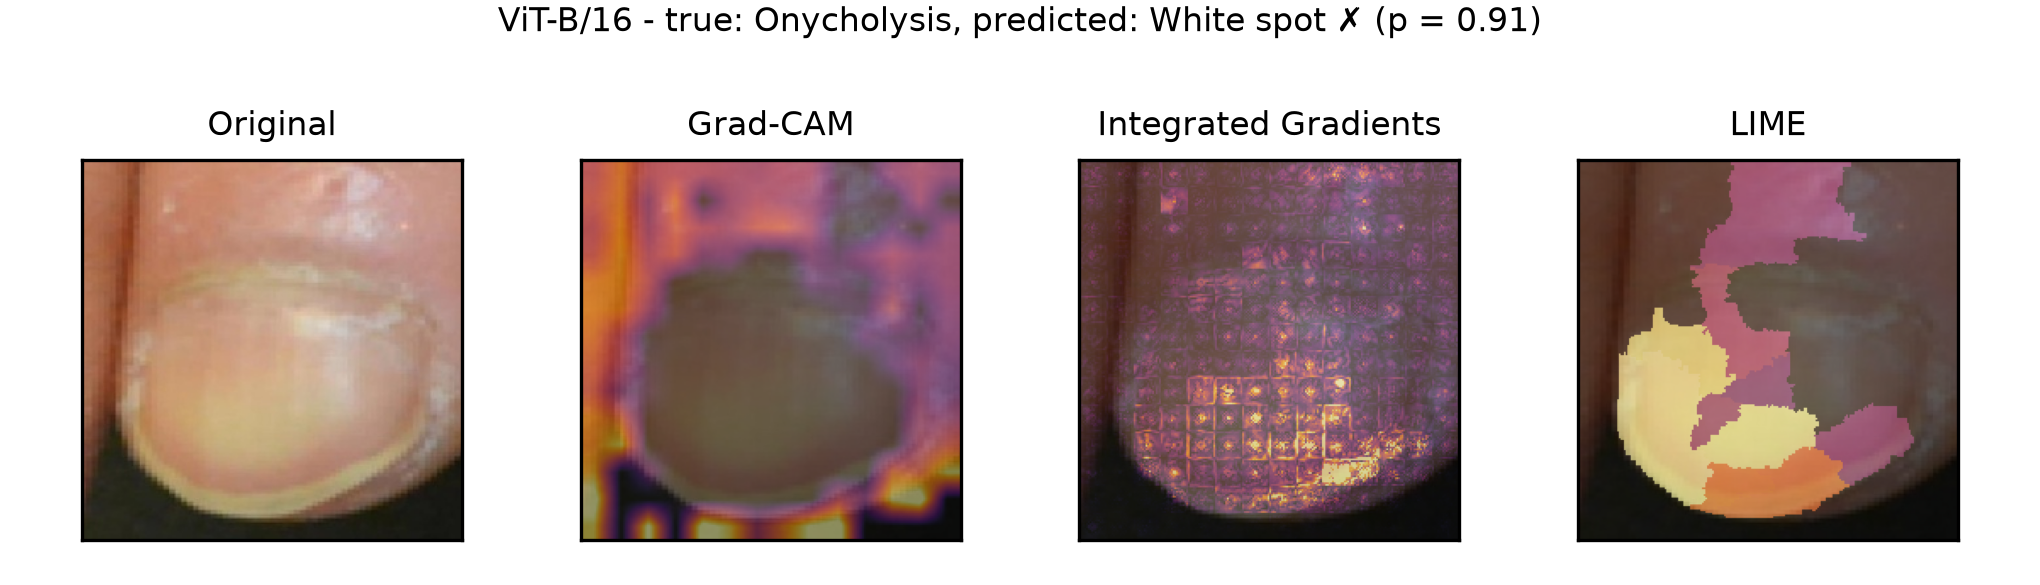 ViT-B/16 - true: Onycholysis, predicted: White spot ✗ (p = 0.91)
Original
Grad-CAM
Integrated Gradients
LIME